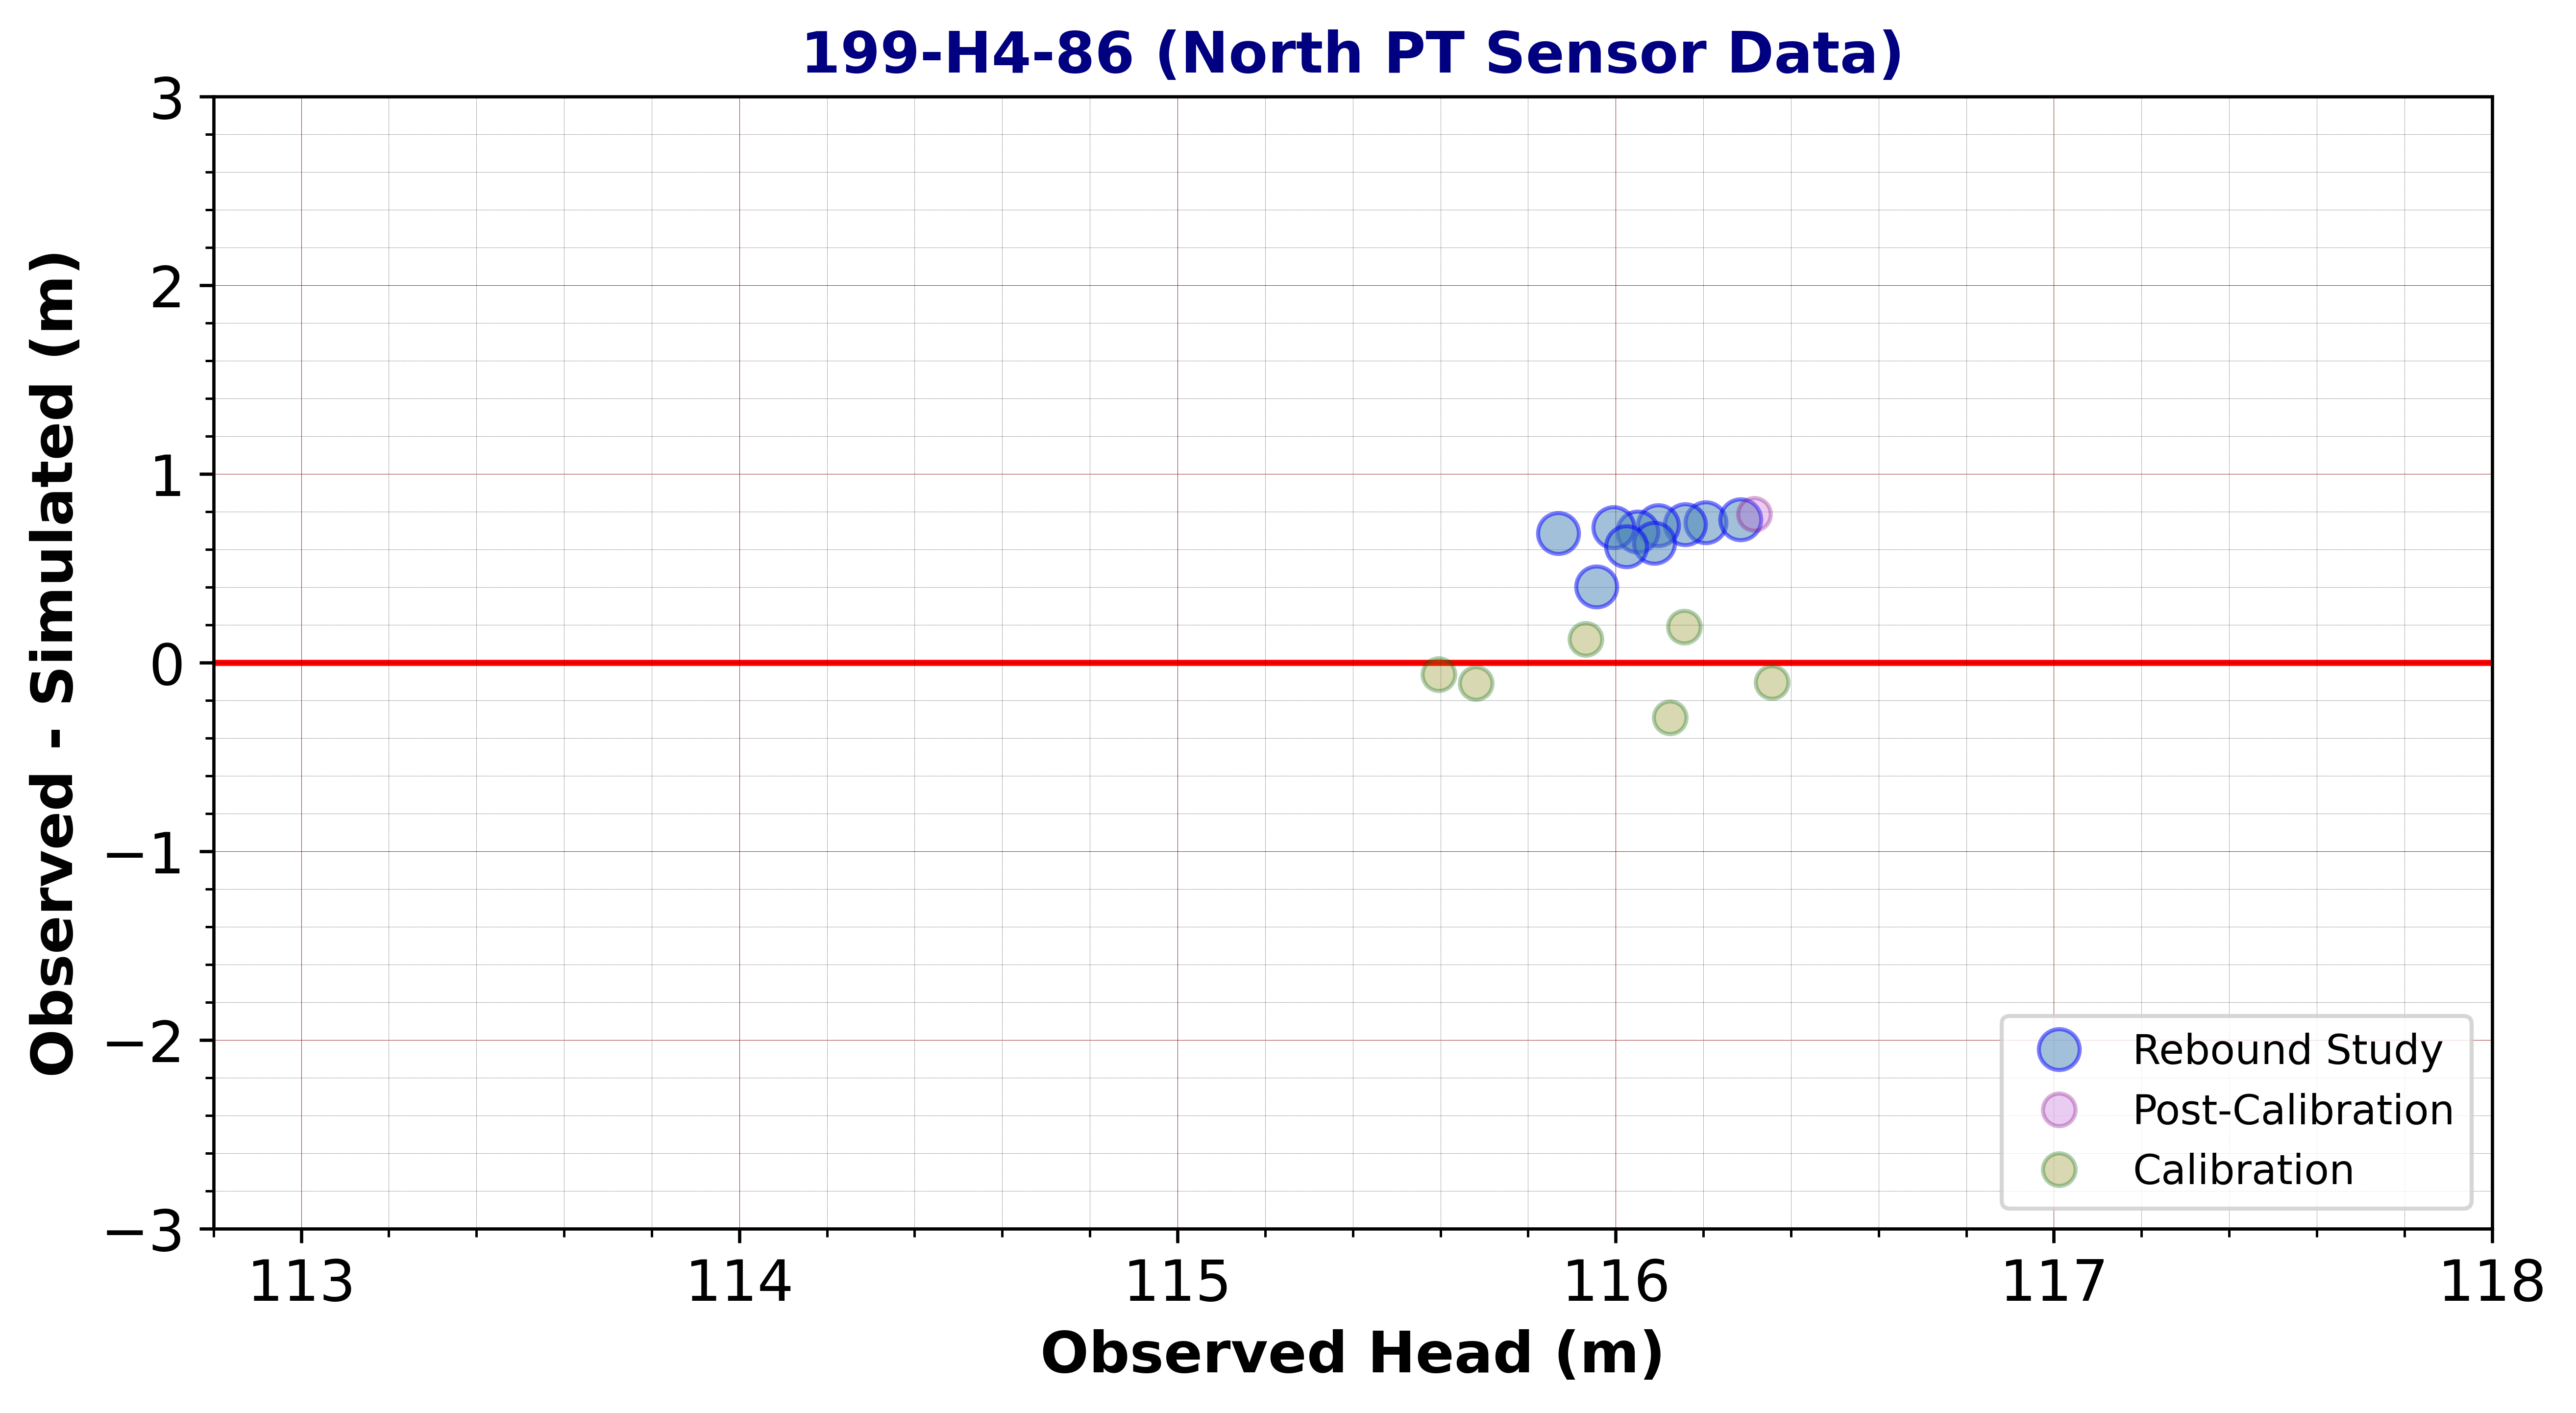 199-H4-86 (North PT Sensor Data)
Observed - Simulated (m)
3
2
1
0
−1
−2
−3
Rebound Study
Post-Calibration
Calibration
113 114 115 116 117 118
Observed Head (m)